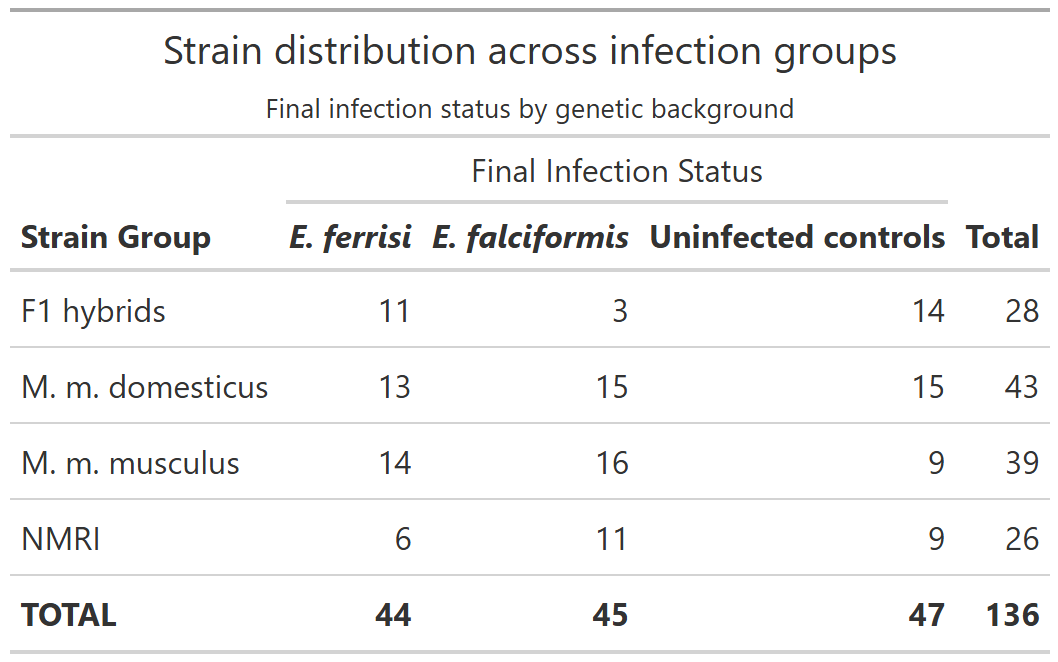 Strain distribution across infection groups
Final infection status by genetic background
Final Infection Status
Strain Group E. ferrisi E. falciformis Uninfected controls Total
F1 hybrids 11 3 14 28
M. m. domesticus 13 15 15 43
M. m. musculus 14 16 9 39
NMRI 6 11 9 26
TOTAL 44 45 47 136